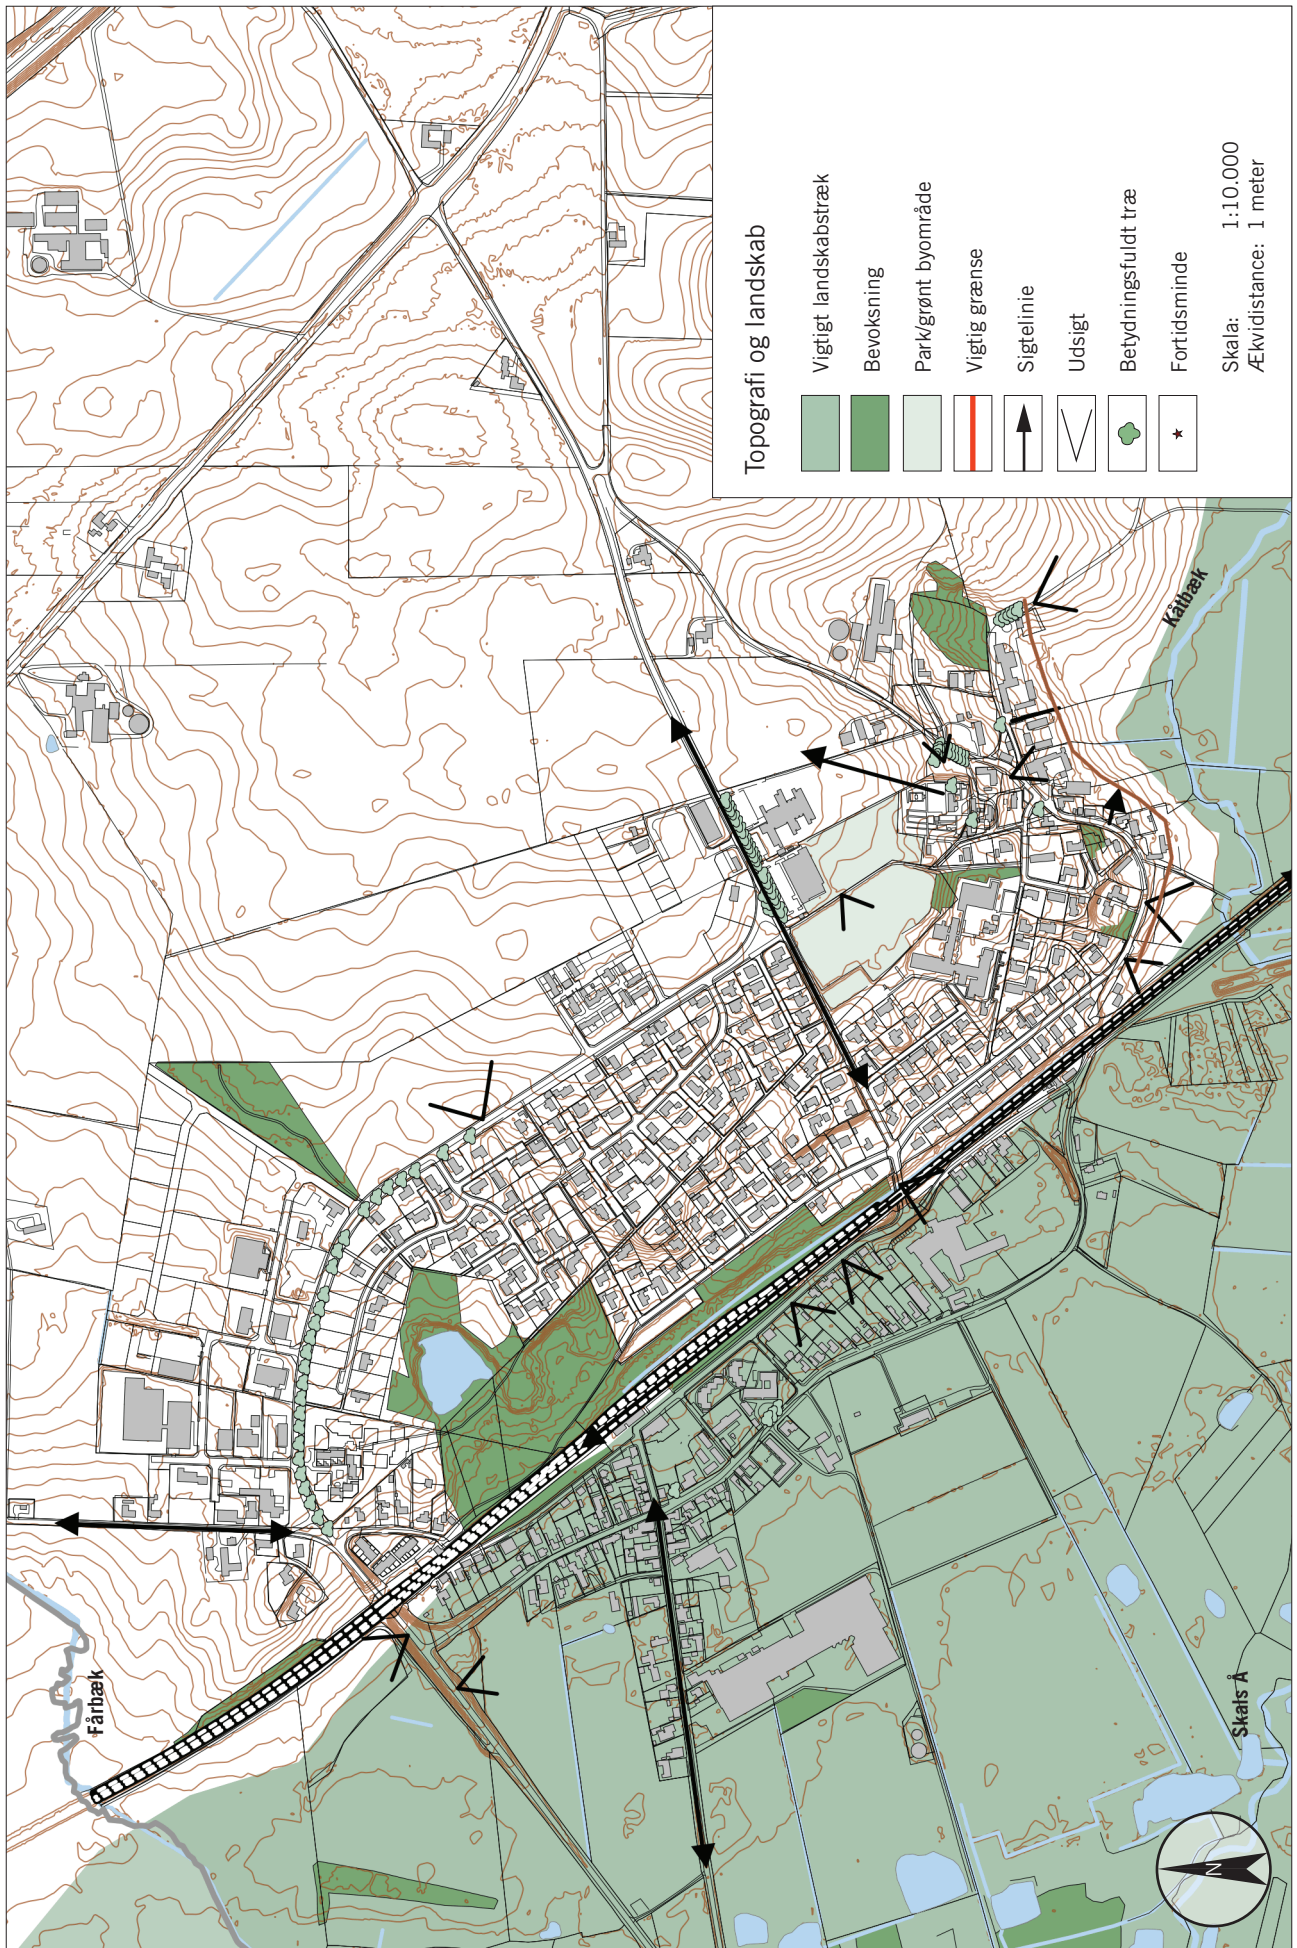 Topografi og landskab
Vigtigt landskabstræk
Bevoksning
Park/grønt byområde
Vigtig grænse
Sigtelinie
Udsigt
Betydningsfuldt træ
Fortidsminde
Skala: 1:10.000
Ækvidistance: 1 meter
Fårbæk
Kåtbæk
Skals Å
N